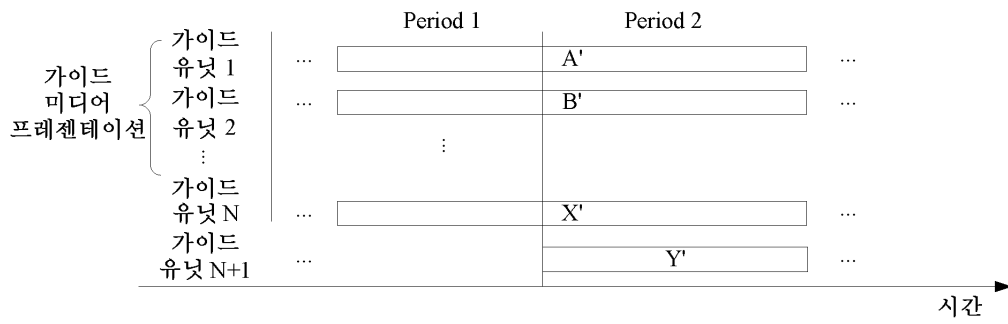 Period 1 Period 2
가이드
유닛 1
... A' ...
가이드
미디어
프레젠테이션
가이드
유닛 2
... B' ...
⋮ ⋮
가이드
유닛 N
... X' ...
가이드
유닛 N+1
... Y' ...
시간